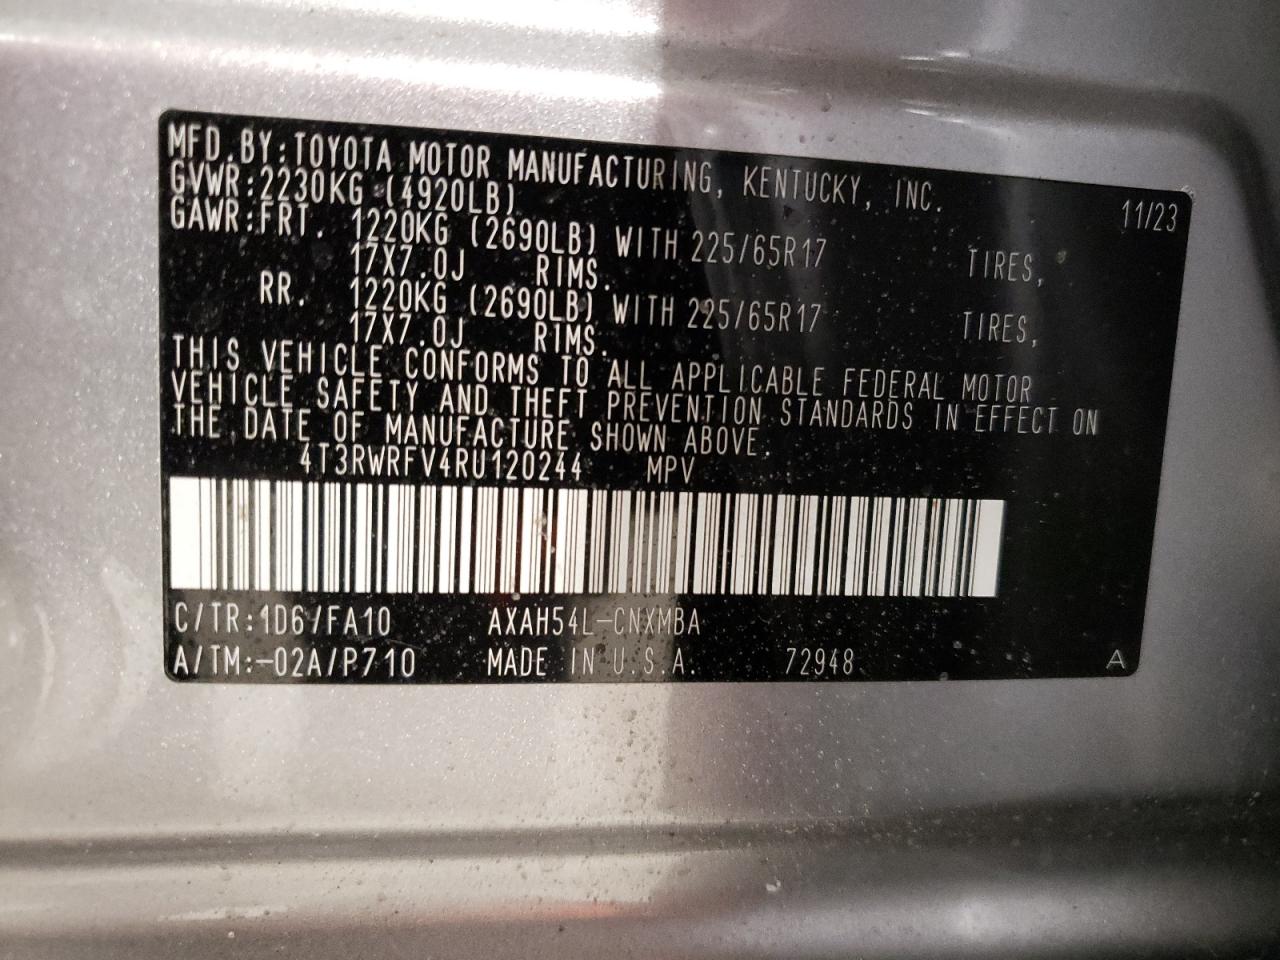 MFD.BY:TOYOTA MOTOR MANUFACTURING, KENTUCKY, INC.
GVWR:2230KG (4920LB) 11/23
GAWR:FRT. 1220KG (2690LB) WITH 225/65R17 TIRES,
17X7.0J RIMS.
RR. 1220KG (2690LB) WITH 225/65R17 TIRES,
17X7.0J RIMS.
THIS VEHICLE CONFORMS TO ALL APPLICABLE FEDERAL MOTOR
VEHICLE SAFETY AND THEFT PREVENTION STANDARDS IN EFFECT ON
THE DATE OF MANUFACTURE SHOWN ABOVE.
4T3RWRFV4RU120244 MPV
C/TR:1D6/FA10 AXAH54L-CNXMBA
A/TM:-02A/P710 MADE IN U.S.A. 72948 A